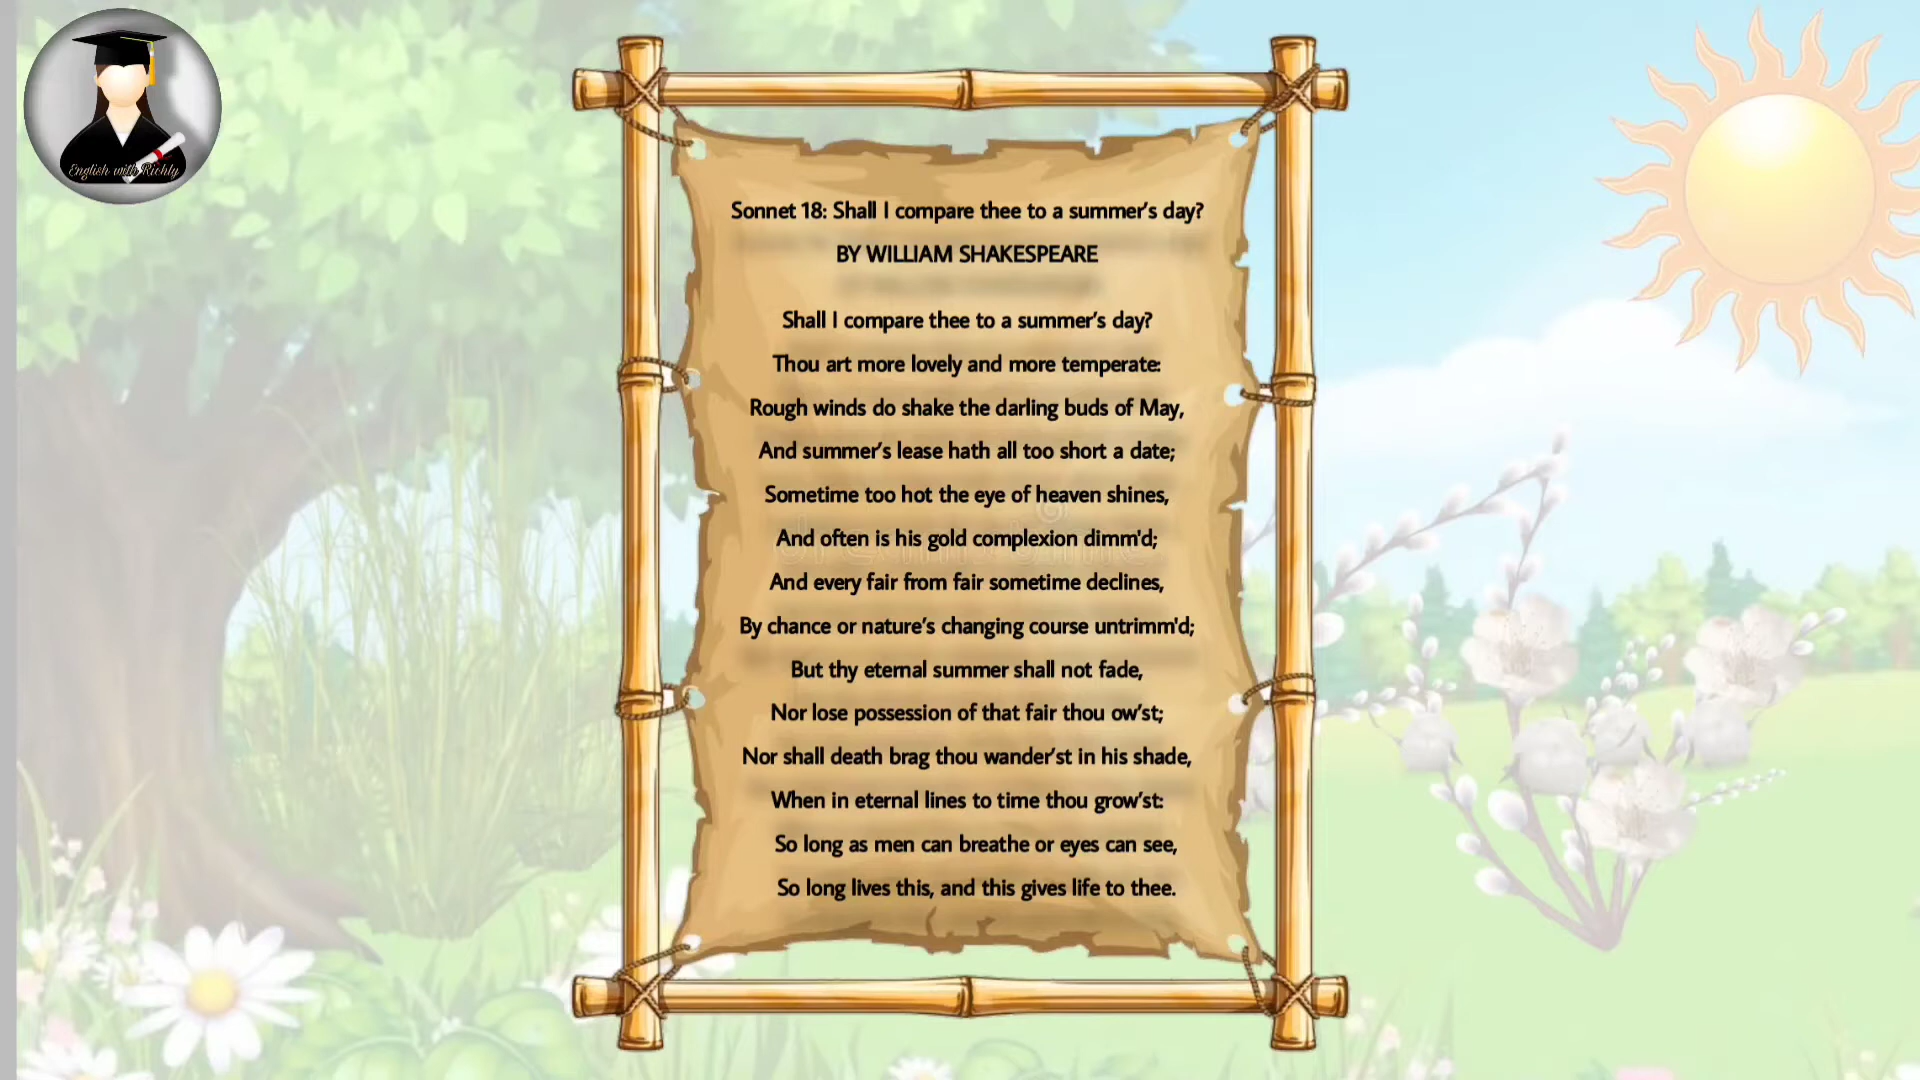 English with Richly
Sonnet 18: Shall I compare thee to a summer's day?
BY WILLIAM SHAKESPEARE
Shall I compare thee to a summer's day?
Thou art more lovely and more temperate:
Rough winds do shake the darling buds of May,
And summer's lease hath all too short a date;
Sometime too hot the eye of heaven shines,
And often is his gold complexion dimm'd;
And every fair from fair sometime declines,
By chance or nature's changing course untrimm'd;
But thy eternal summer shall not fade,
Nor lose possession of that fair thou ow'st;
Nor shall death brag thou wander'st in his shade,
When in eternal lines to time thou grow'st:
So long as men can breathe or eyes can see,
So long lives this, and this gives life to thee.